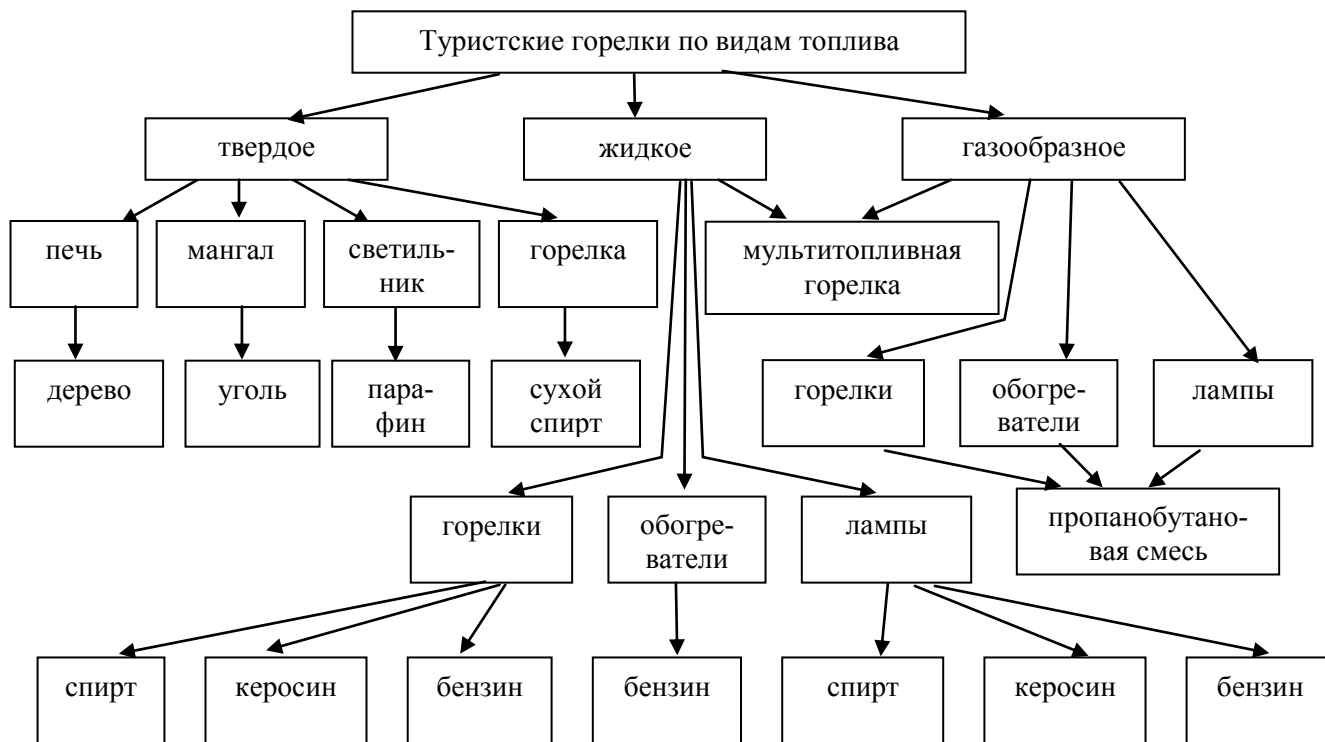 Туристские горелки по видам топлива
твердое
жидкое
газообразное
печь
мангал
светиль-
ник
горелка
мультитопливная
горелка
дерево
уголь
пара-
фин
сухой
спирт
горелки
обогре-
ватели
лампы
горелки
обогре-
ватели
лампы
пропанобутано-
вая смесь
спирт
керосин
бензин
бензин
спирт
керосин
бензин